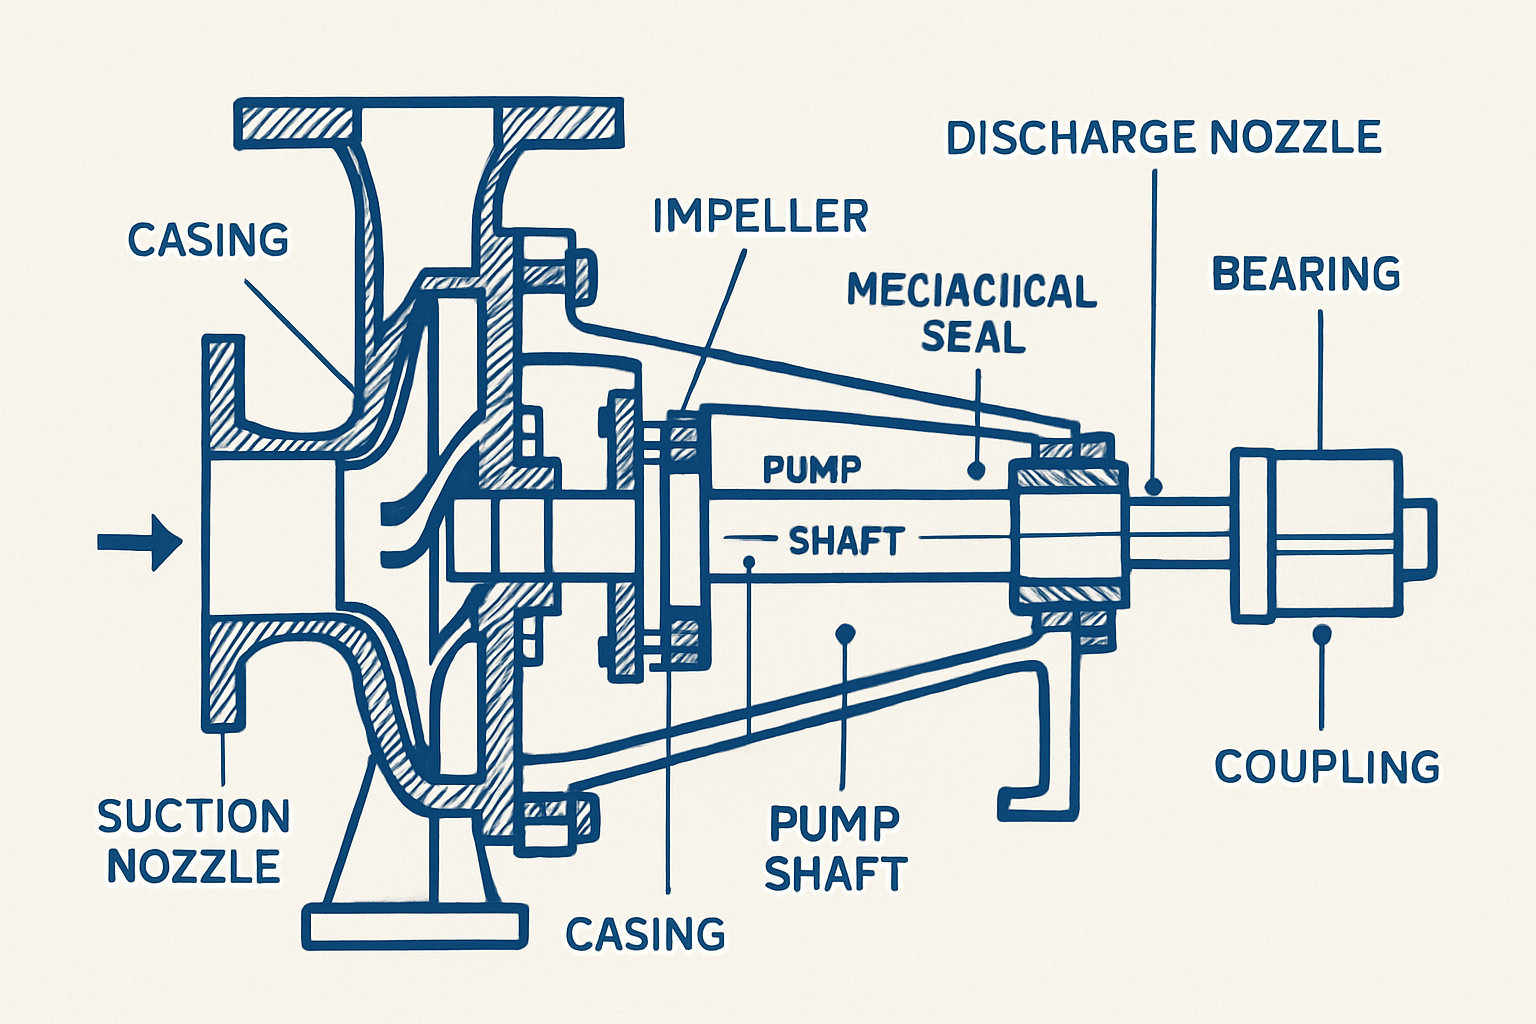 DISCHARGE NOZZLE
CASING
IMPELLER
BEARING
MECIACIICAL
SEAL
PUMP
SHAFT
COUPLING
SUCTION
NOZZLE
PUMP
SHAFT
CASING